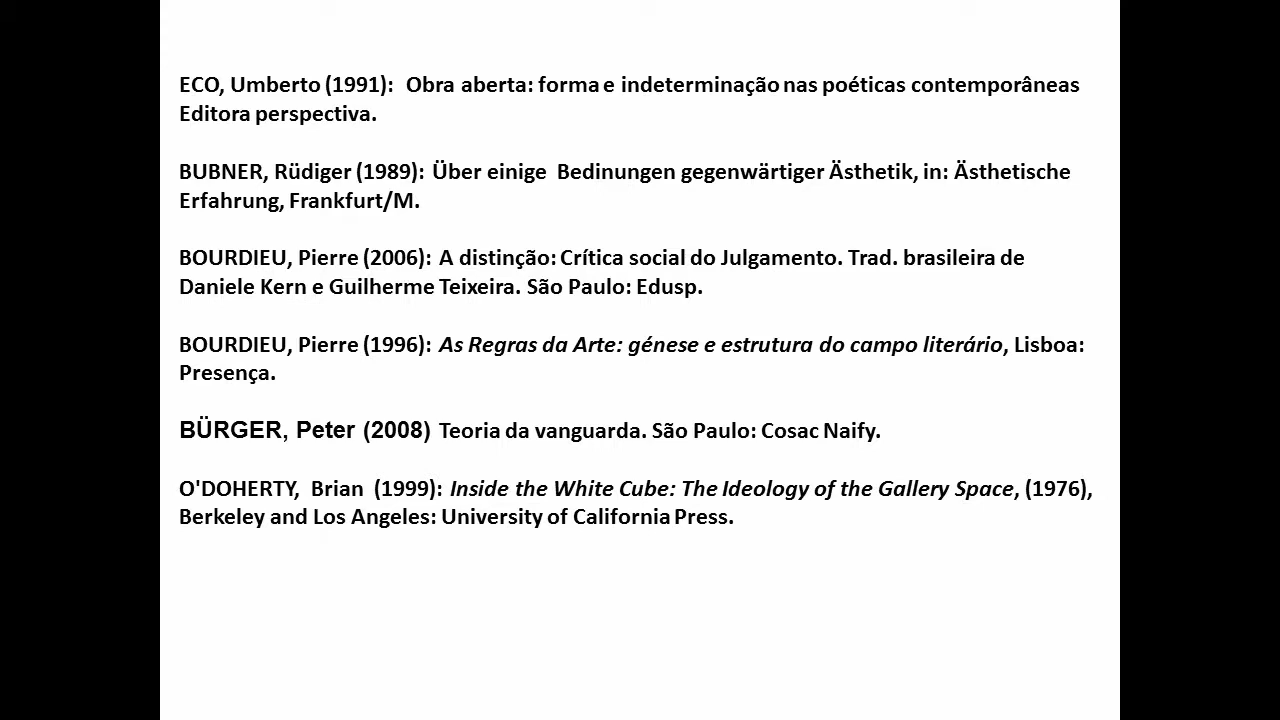 ECO, Umberto (1991): Obra aberta: forma e indeterminação nas poéticas contemporâneas
Editora perspectiva.
BUBNER, Rüdiger (1989): Über einige Bedinungen gegenwärtiger Ästhetik, in: Ästhetische
Erfahrung, Frankfurt/M.
BOURDIEU, Pierre (2006): A distinção: Crítica social do Julgamento. Trad. brasileira de
Daniele Kern e Guilherme Teixeira. São Paulo: Edusp.
BOURDIEU, Pierre (1996): As Regras da Arte: génese e estrutura do campo literário, Lisboa:
Presença.
BÜRGER, Peter (2008) Teoria da vanguarda. São Paulo: Cosac Naify.
O'DOHERTY, Brian (1999): Inside the White Cube: The Ideology of the Gallery Space, (1976),
Berkeley and Los Angeles: University of California Press.